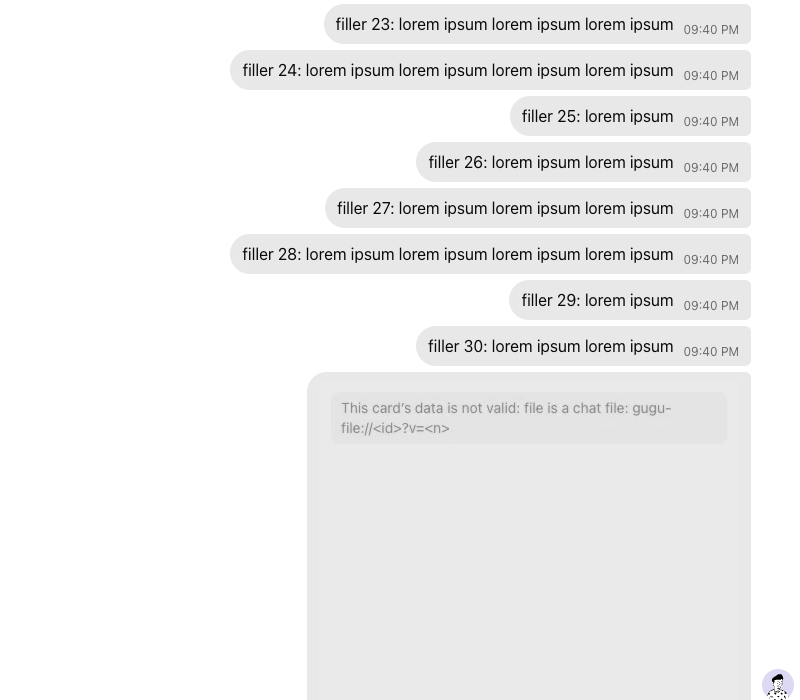 filler 23: lorem ipsum lorem ipsum lorem ipsum 09:40 PM
filler 24: lorem ipsum lorem ipsum lorem ipsum lorem ipsum 09:40 PM
filler 25: lorem ipsum 09:40 PM
filler 26: lorem ipsum lorem ipsum 09:40 PM
filler 27: lorem ipsum lorem ipsum lorem ipsum 09:40 PM
filler 28: lorem ipsum lorem ipsum lorem ipsum lorem ipsum 09:40 PM
filler 29: lorem ipsum 09:40 PM
filler 30: lorem ipsum lorem ipsum 09:40 PM
This card’s data is not valid: file is a chat file: gugu-
file://<id>?v=<n>